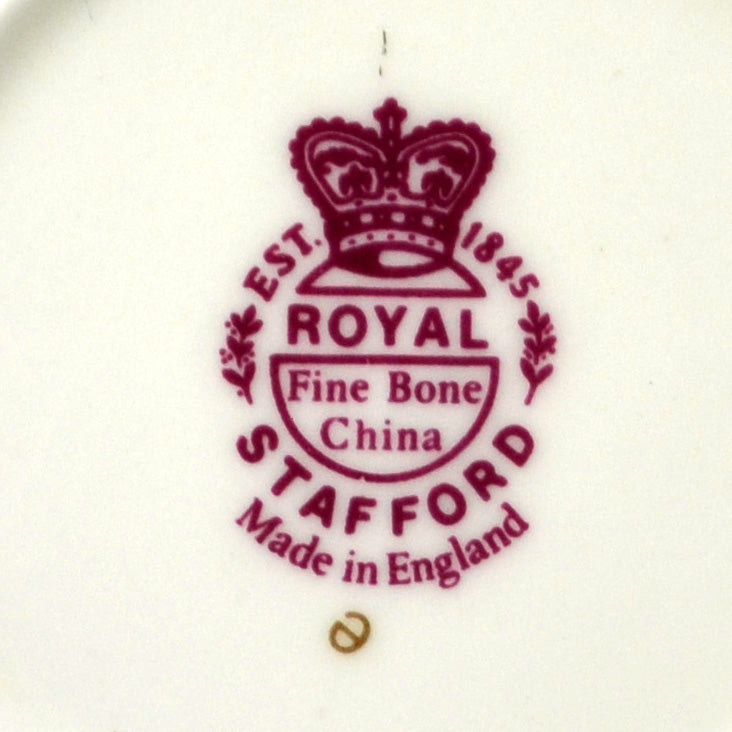 EST. 1845
ROYAL
Fine Bone
China
STAFFORD
Made in England
e